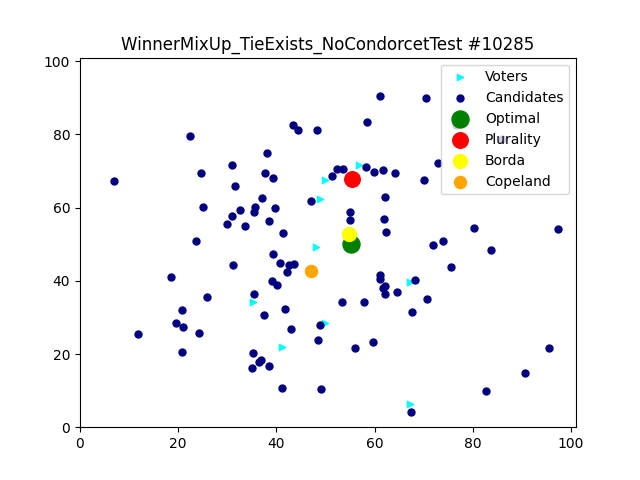 WinnerMixUp_TieExists_NoCondorcetTest #10285
Voters
Candidates
Optimal
Plurality
Borda
Copeland
100
80
60
40
20
0
0 20 40 60 80 100